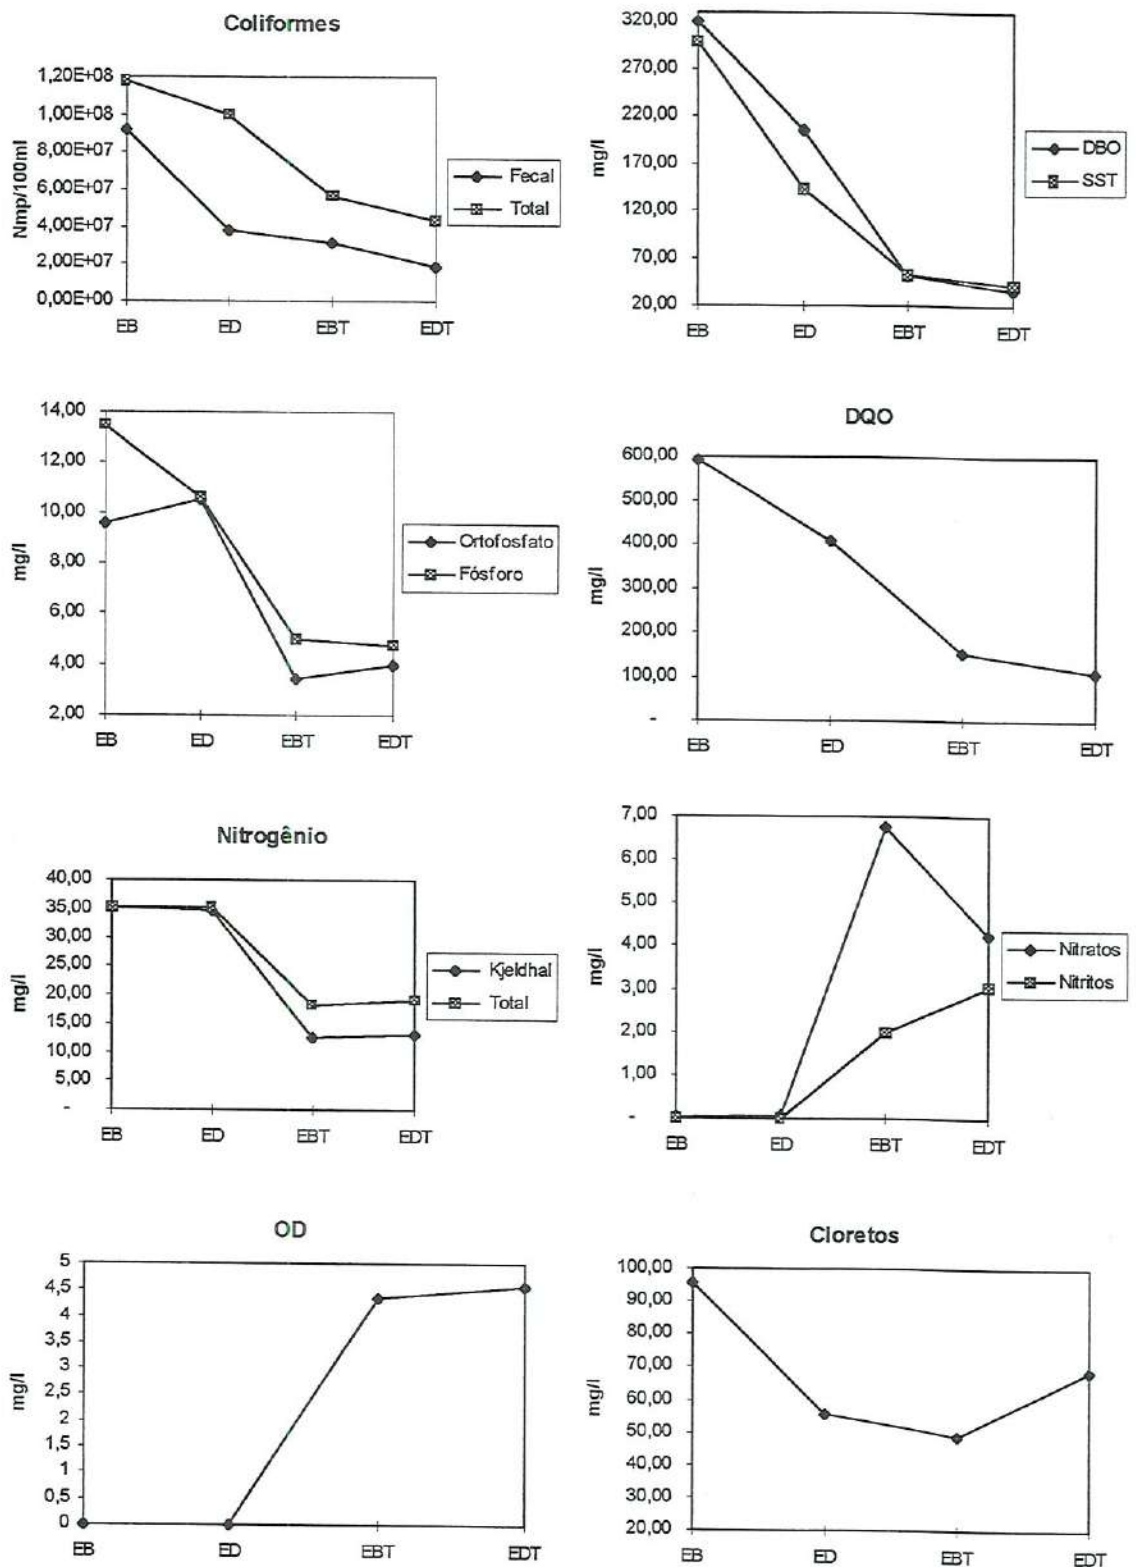 Coliformes
1,20E+08
1,00E+08
8,00E+07
6,00E+07
4,00E+07
2,00E+07
0,00E+00
Nmp/100ml
EB ED EBT EDT
Fecal
Total
320,00
270,00
220,00
170,00
120,00
70,00
20,00
mg/l
EB ED EBT EDT
DBO
SST
14,00
12,00
10,00
8,00
6,00
4,00
2,00
mg/l
EB ED EBT EDT
Ortofosfato
Fósforo
DQO
600,00
500,00
400,00
300,00
200,00
100,00
-
mg/l
EB ED EBT EDT
Nitrogênio
40,00
35,00
30,00
25,00
20,00
15,00
10,00
5,00
-
mg/l
EB ED EBT EDT
Kjeldhal
Total
7,00
6,00
5,00
4,00
3,00
2,00
1,00
-
mg/l
EB ED EBT EDT
Nitratos
Nitritos
OD
5
4,5
4
3,5
3
2,5
2
1,5
1
0,5
0
mg/l
EB ED EBT EDT
Cloretos
100,00
90,00
80,00
70,00
60,00
50,00
40,00
30,00
20,00
mg/l
EB ED EBT EDT